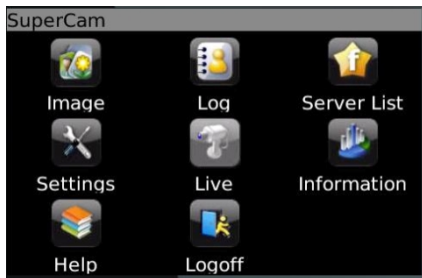 SuperCam
Image Log Server List
Settings Live Information
Help Logoff